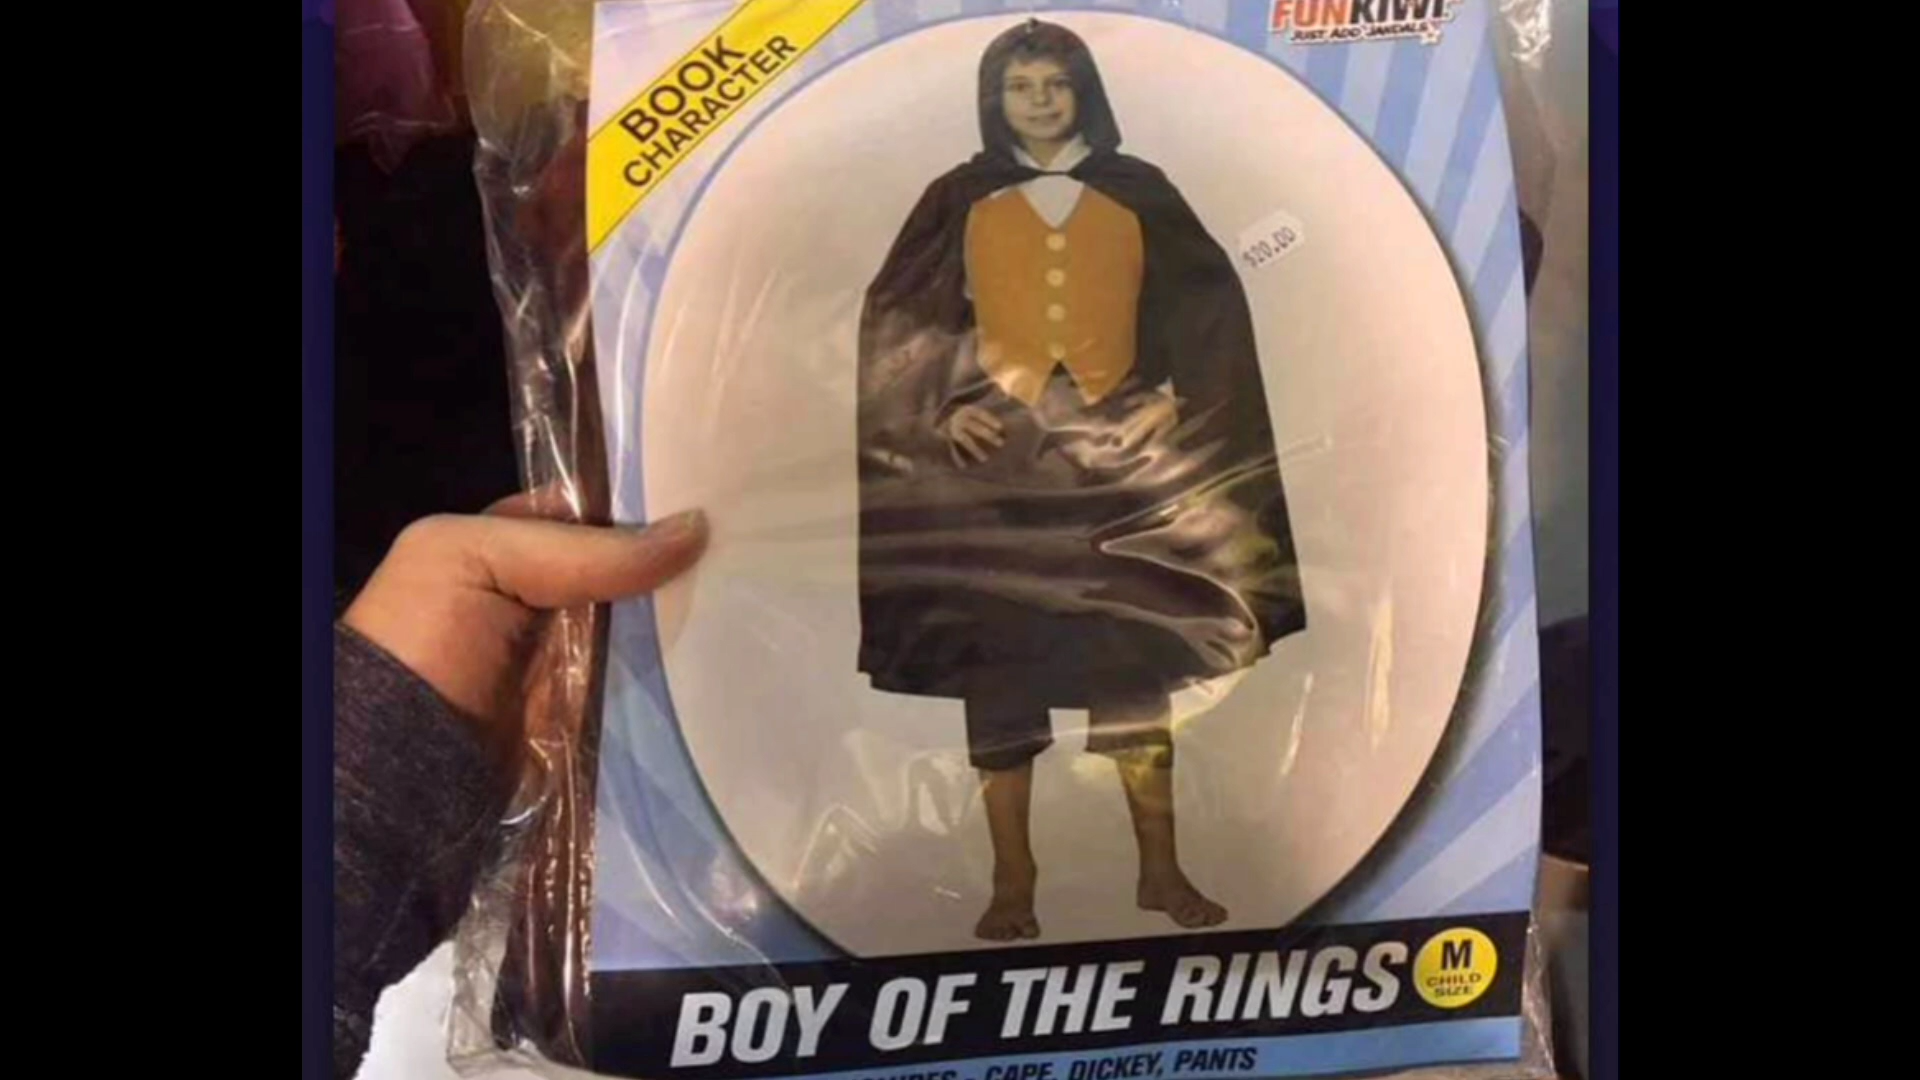 BOOK
CHARACTER
FUNKIWI
JUST ADD JANDALS
$20.00
BOY OF THE RINGS
M
CHILD
SIZE
- CAPE, DICKEY, PANTS